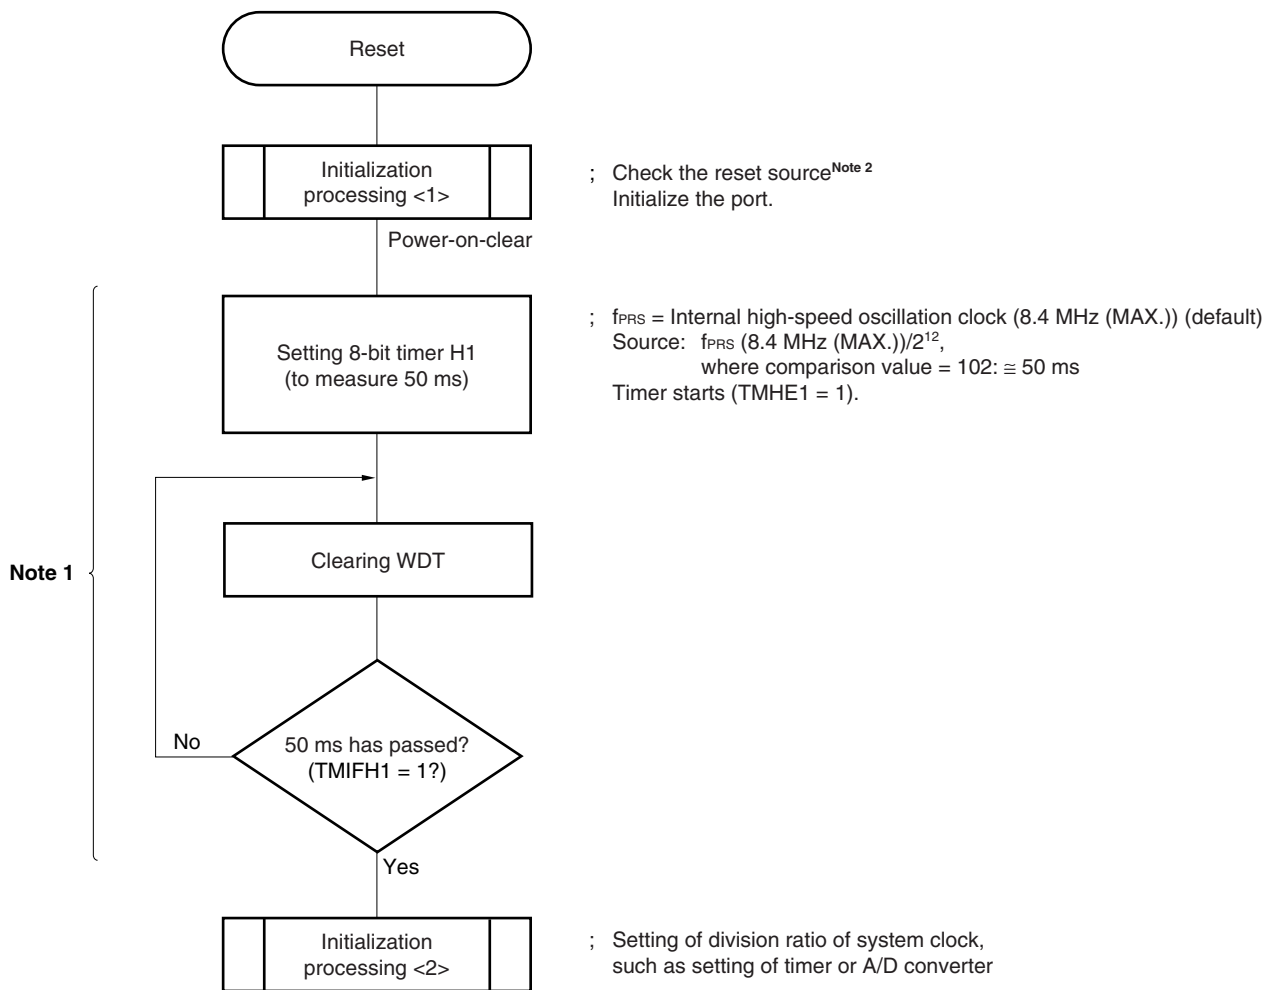 Reset
Initialization
processing <1>
; Check the reset source Note 2
Initialize the port.
Power-on-clear
Setting 8-bit timer H1
(to measure 50 ms)
; fPRS = Internal high-speed oscillation clock (8.4 MHz (MAX.)) (default)
Source: fPRS (8.4 MHz (MAX.))/2¹²,
where comparison value = 102: ≅ 50 ms
Timer starts (TMHE1 = 1).
Clearing WDT
Note 1
50 ms has passed?
(TMIFH1 = 1?)
No
Yes
Initialization
processing <2>
; Setting of division ratio of system clock,
such as setting of timer or A/D converter